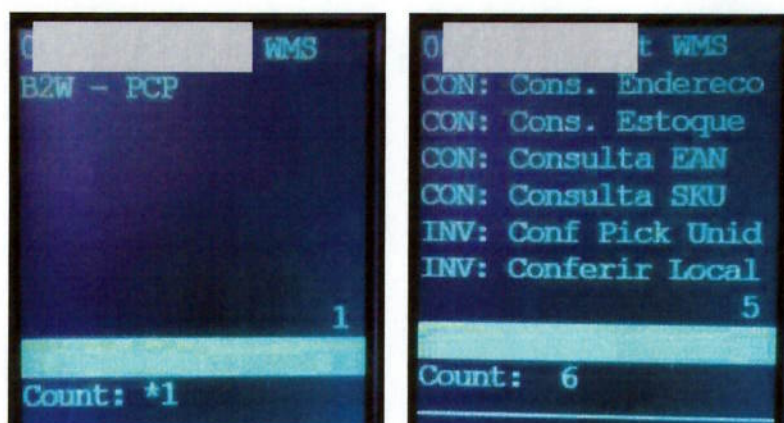 WMS
B2W - PCP
1
Count: *1
t WMS
CON: Cons. Endereco
CON: Cons. Estoque
CON: Consulta EAN
CON: Consulta SKU
INV: Conf Pick Unid
INV: Conferir Local
5
Count: 6